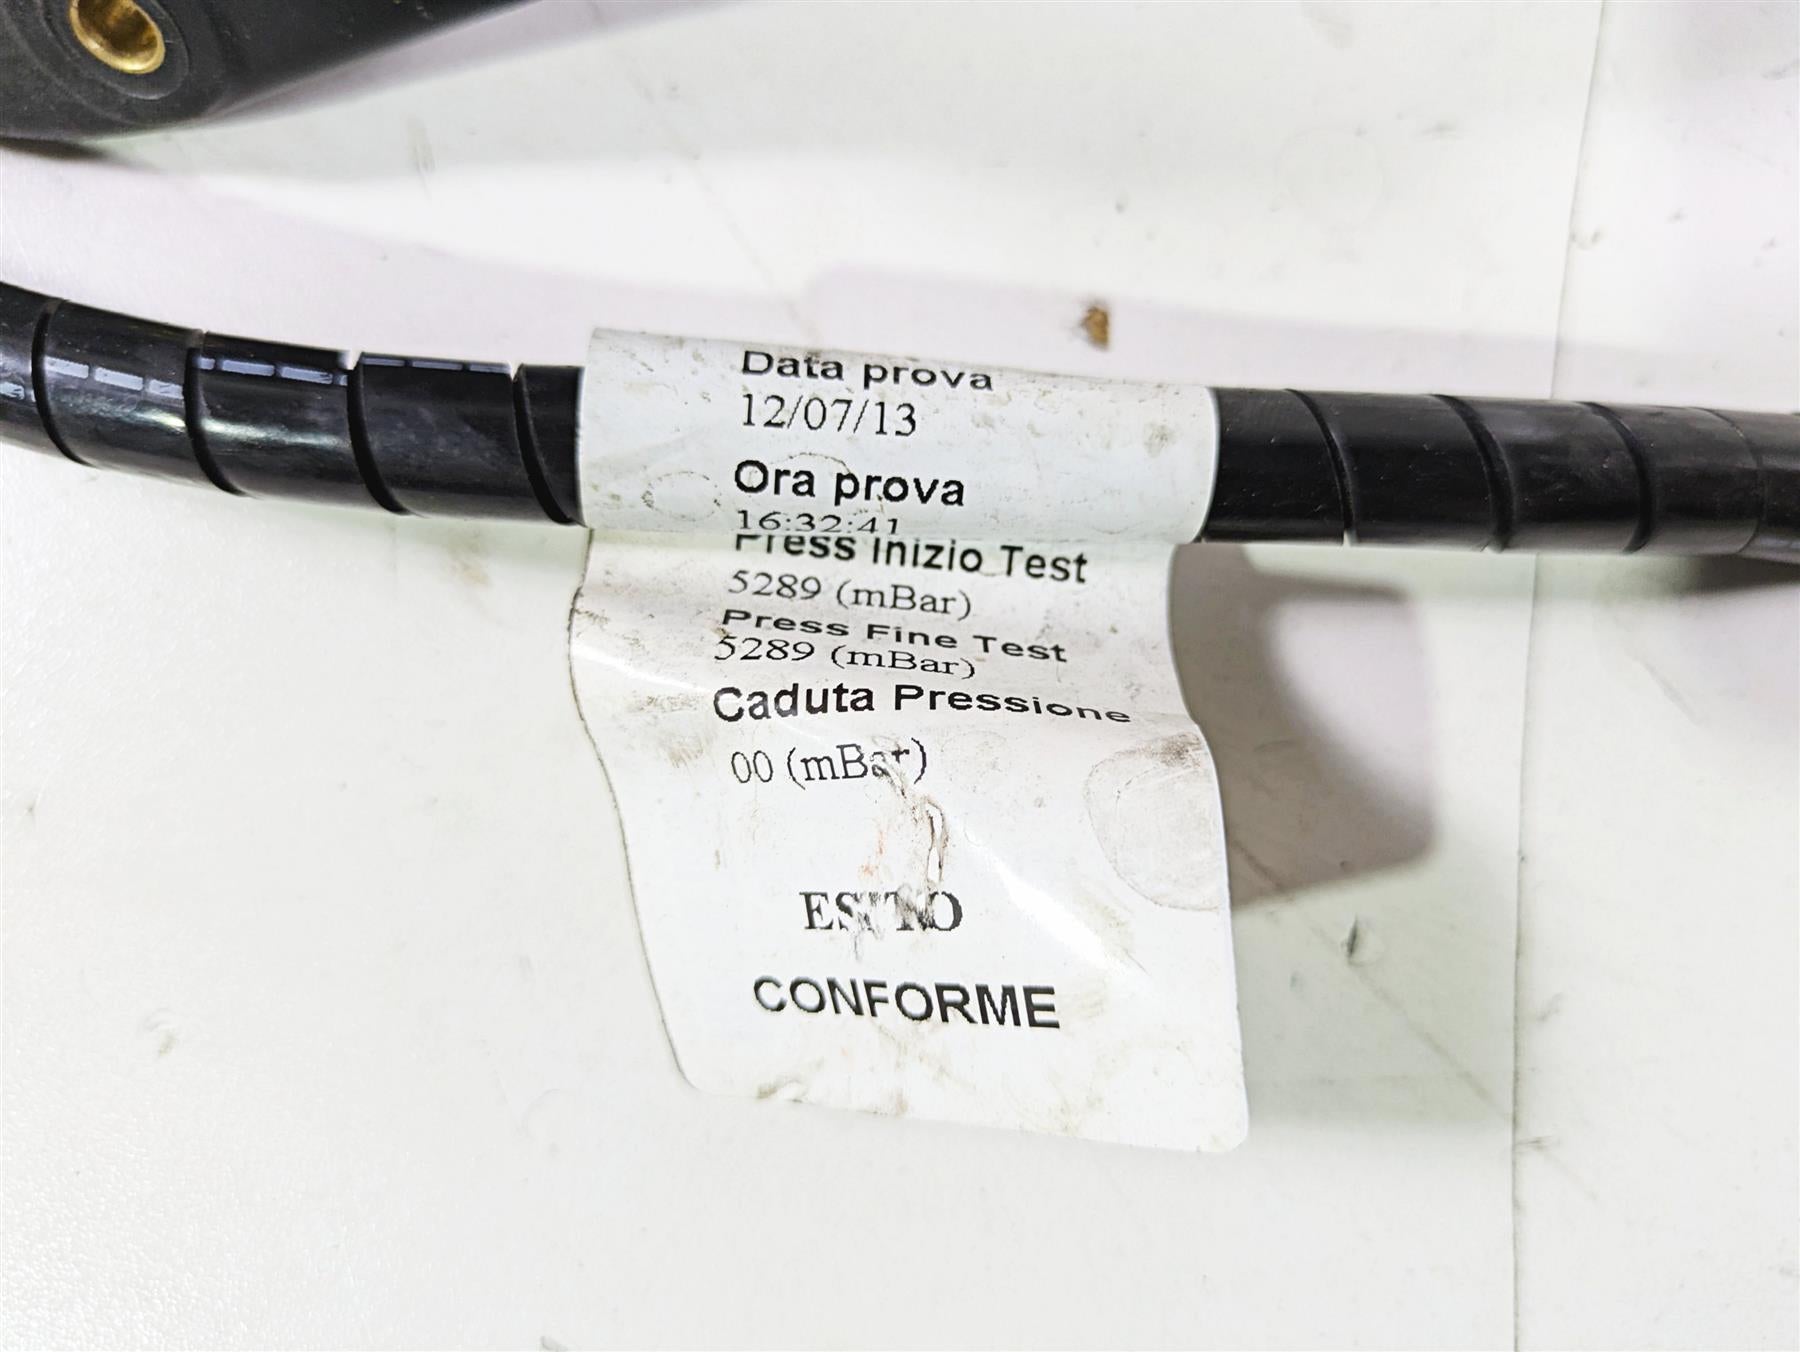 Data prova
12/07/13
Ora prova
16:32:41
Press Inizio Test
5289 (mBar)
Press Fine Test
5289 (mBar)
Caduta Pressione
00 (mBar)
ESITO
CONFORME